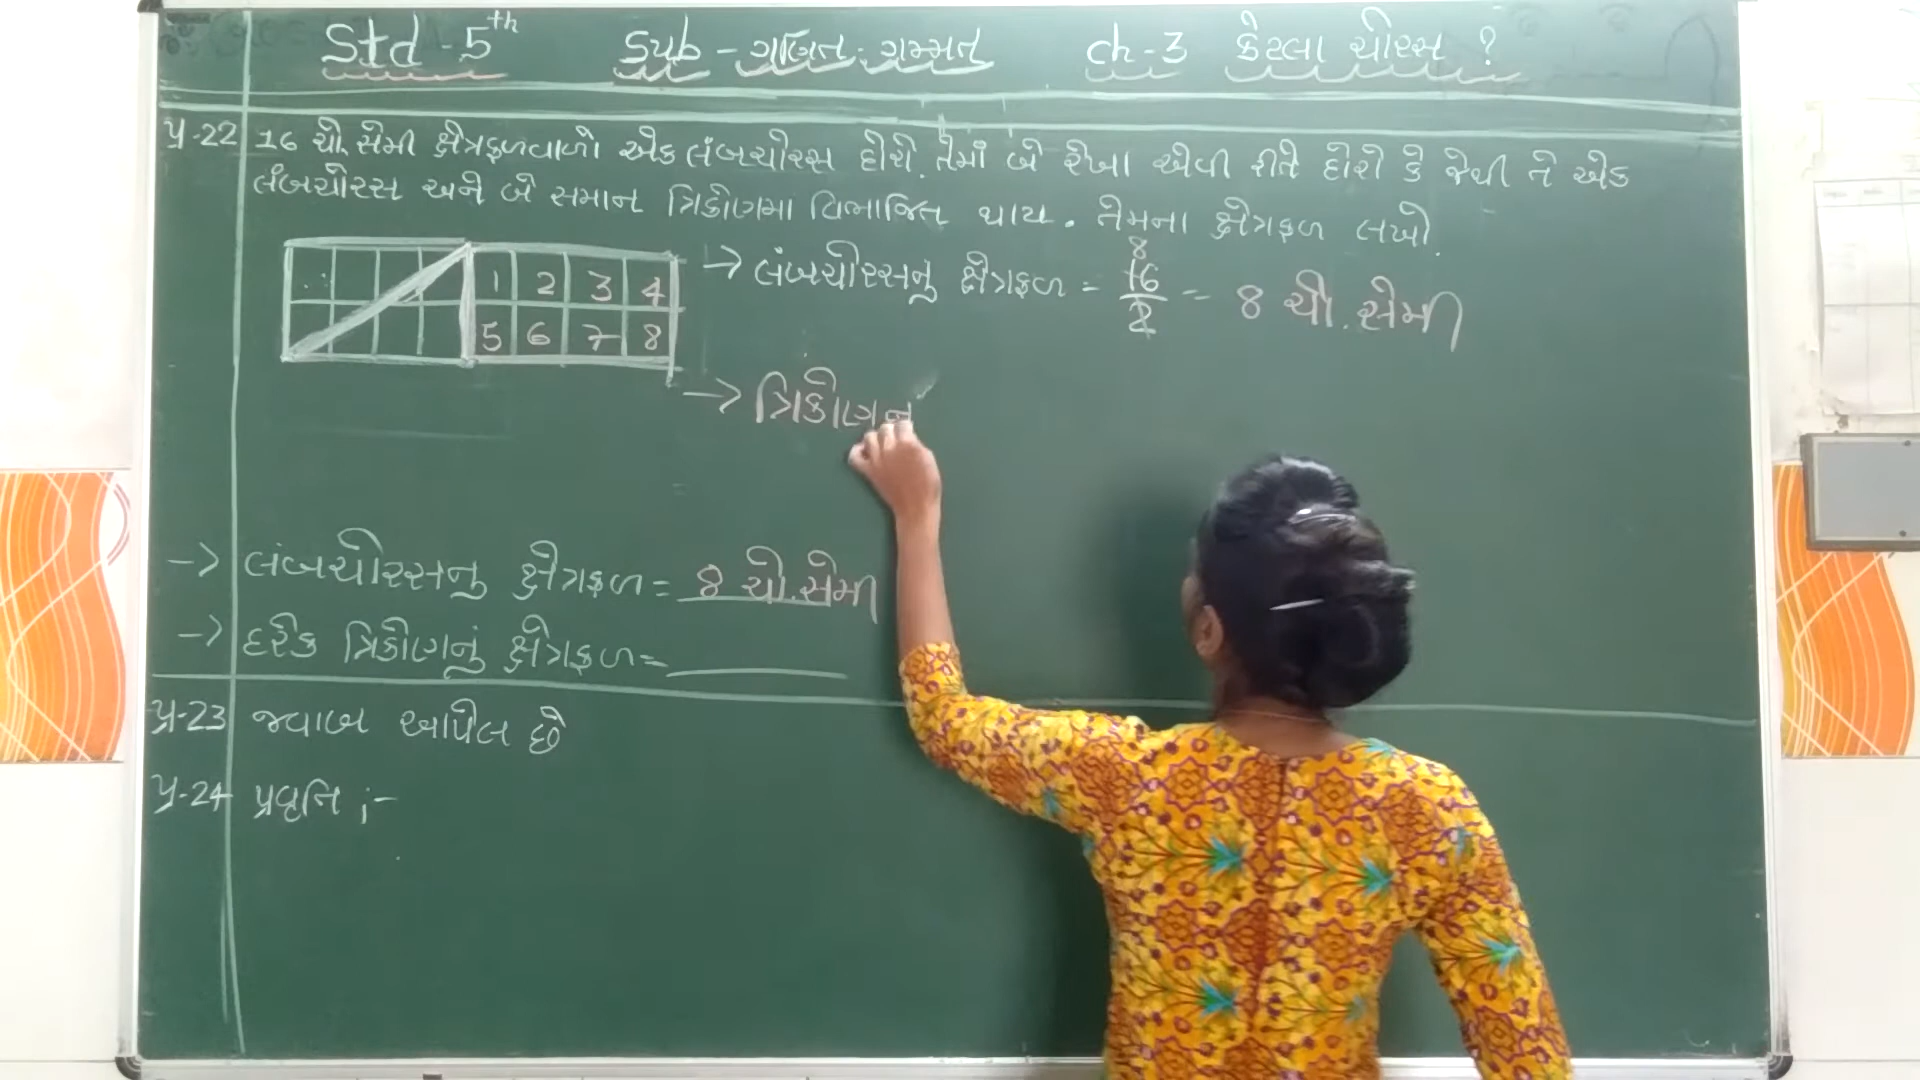 Std - 5th Sub - ગણિત-ગમ્મત ch-3 કેટલા ચોરસ ?
પ્ર-22 16 ચો. સેમી ક્ષેત્રફળવાળો એક લંબચોરસ દોરો. તેમાં બે રેખા એવી રીતે દોરો કે જેથી તે એક
લંબચોરસ અને બે સમાન ત્રિકોણમા વિભાજિત થાય. તેમના ક્ષેત્રફળ લખો.
1 2 3 4
5 6 7 8
→ લંબચોરસનુ ક્ષેત્રફળ = 16/2 8 = 8 ચો. સેમી
→ ત્રિકોણન
→ લંબચોરસનુ ક્ષેત્રફળ = 8 ચો. સેમી
→ દરેક ત્રિકોણનું ક્ષેત્રફળ = ______
પ્ર-23 જવાબ આપેલ છે
પ્ર-24 પ્રવૃતિ ;-